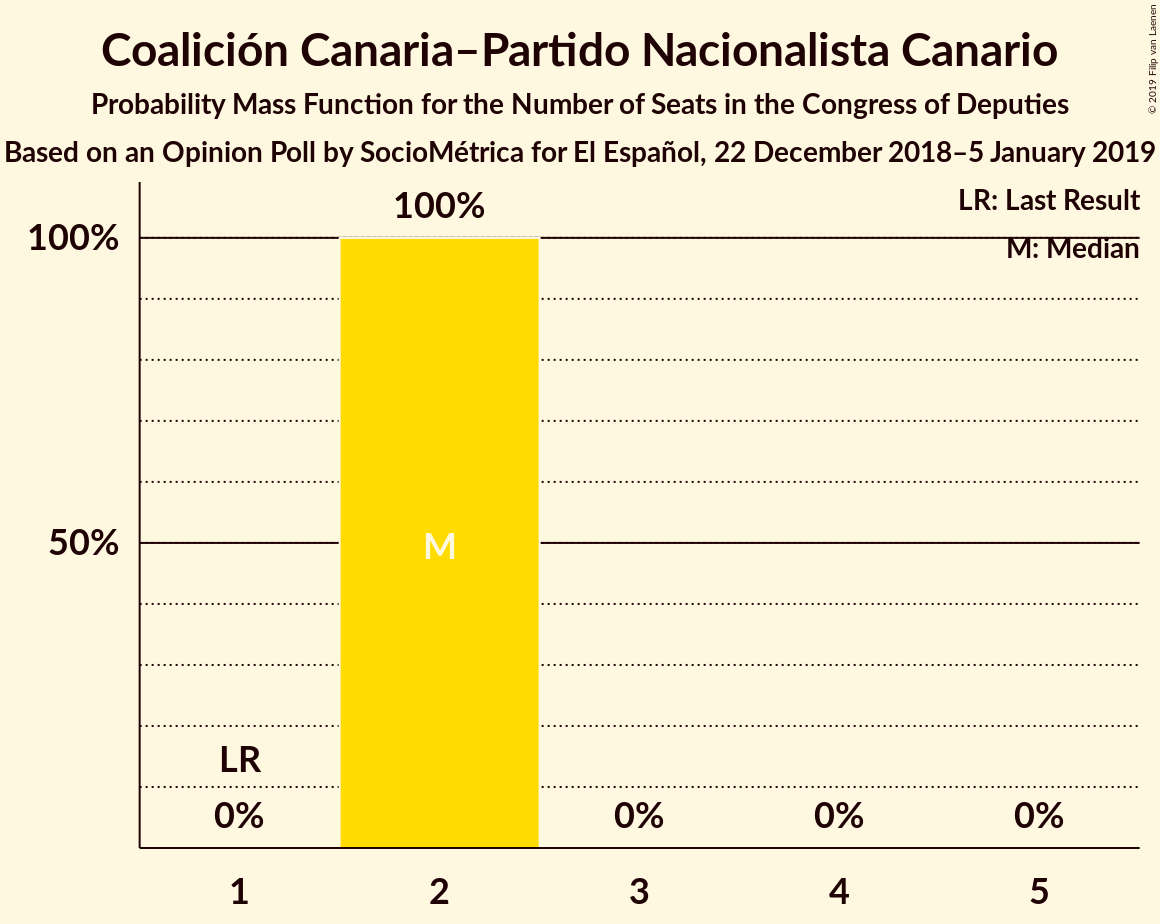 Coalición Canaria–Partido Nacionalista Canario
Probability Mass Function for the Number of Seats in the Congress of Deputies
Based on an Opinion Poll by SocioMétrica for El Español, 22 December 2018–5 January 2019
© 2019 Filip van Laenen
LR: Last Result
M: Median
100%
100%
50%
M
LR
0%
0%
0%
0%
1
2
3
4
5